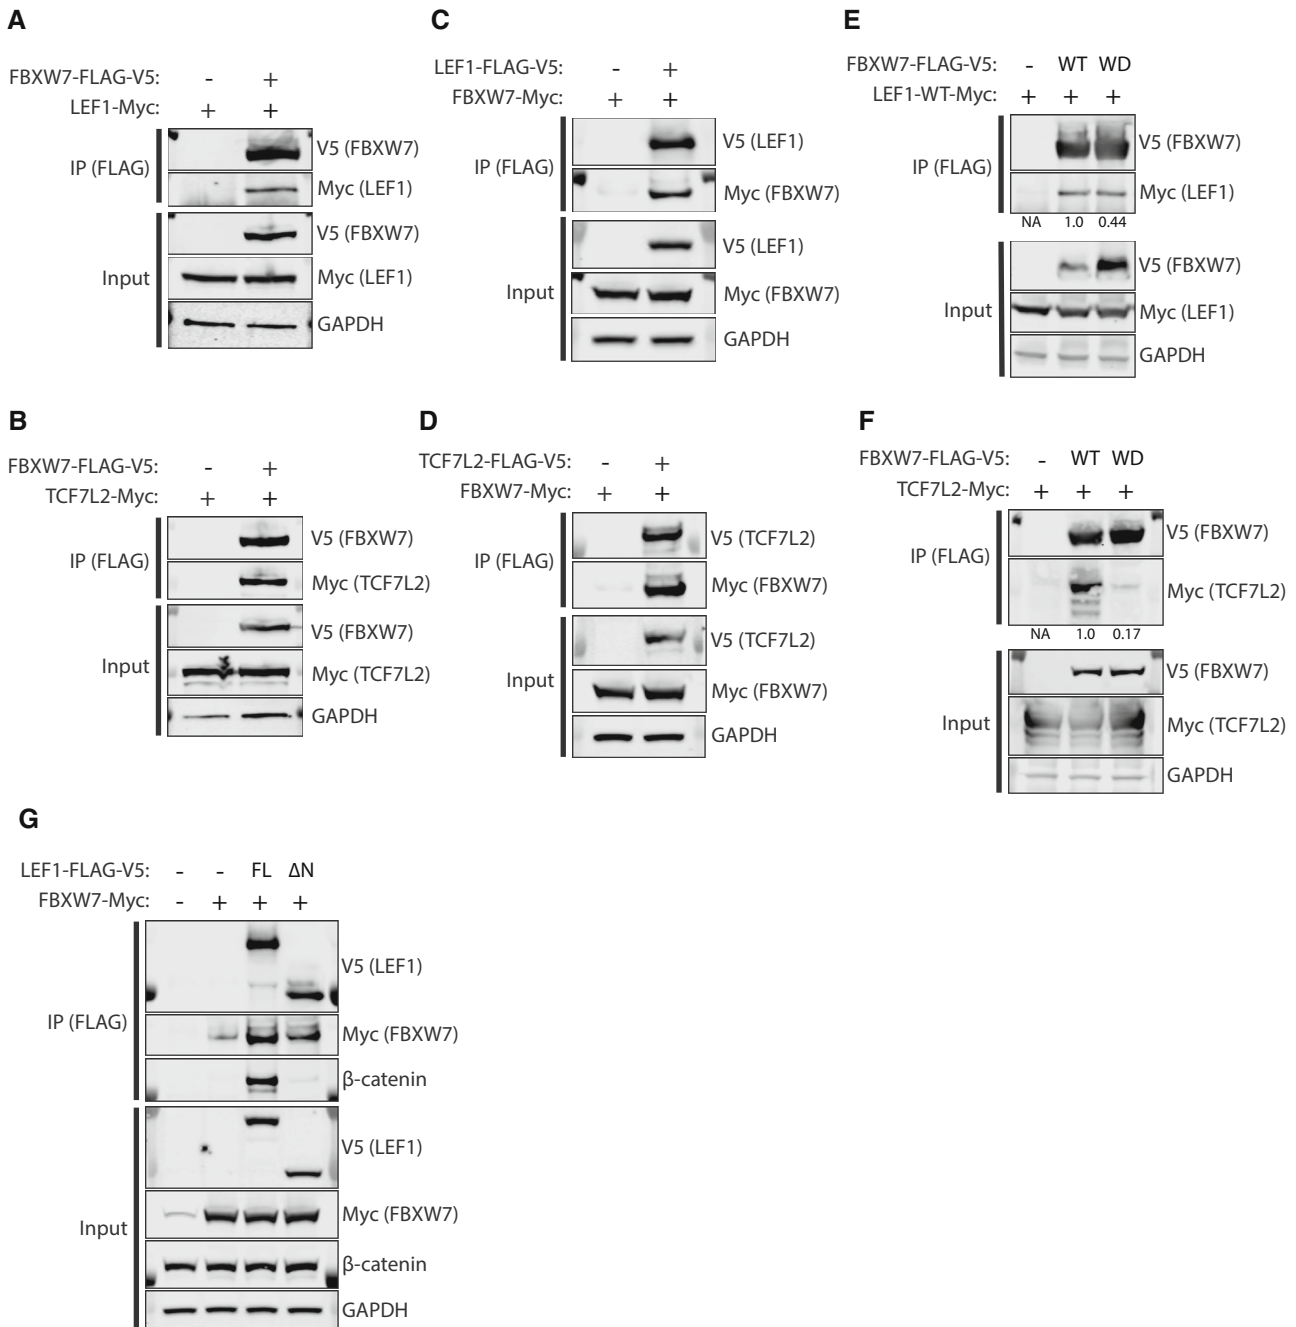 A
FBXW7-FLAG-V5: - +
LEF1-Myc: + +
IP (FLAG)
V5 (FBXW7)
Myc (LEF1)
Input
V5 (FBXW7)
Myc (LEF1)
GAPDH
B
FBXW7-FLAG-V5: - +
TCF7L2-Myc: + +
IP (FLAG)
V5 (FBXW7)
Myc (TCF7L2)
Input
V5 (FBXW7)
Myc (TCF7L2)
GAPDH
C
LEF1-FLAG-V5: - +
FBXW7-Myc: + +
IP (FLAG)
V5 (LEF1)
Myc (FBXW7)
Input
V5 (LEF1)
Myc (FBXW7)
GAPDH
D
TCF7L2-FLAG-V5: - +
FBXW7-Myc: + +
IP (FLAG)
V5 (TCF7L2)
Myc (FBXW7)
Input
V5 (TCF7L2)
Myc (FBXW7)
GAPDH
E
FBXW7-FLAG-V5: - WT WD
LEF1-WT-Myc: + + +
IP (FLAG)
V5 (FBXW7)
Myc (LEF1)
NA 1.0 0.44
Input
V5 (FBXW7)
Myc (LEF1)
GAPDH
F
FBXW7-FLAG-V5: - WT WD
TCF7L2-Myc: + + +
IP (FLAG)
V5 (FBXW7)
Myc (TCF7L2)
NA 1.0 0.17
Input
V5 (FBXW7)
Myc (TCF7L2)
GAPDH
G
LEF1-FLAG-V5: - - FL ΔN
FBXW7-Myc: - + + +
IP (FLAG)
V5 (LEF1)
Myc (FBXW7)
β-catenin
Input
V5 (LEF1)
Myc (FBXW7)
β-catenin
GAPDH